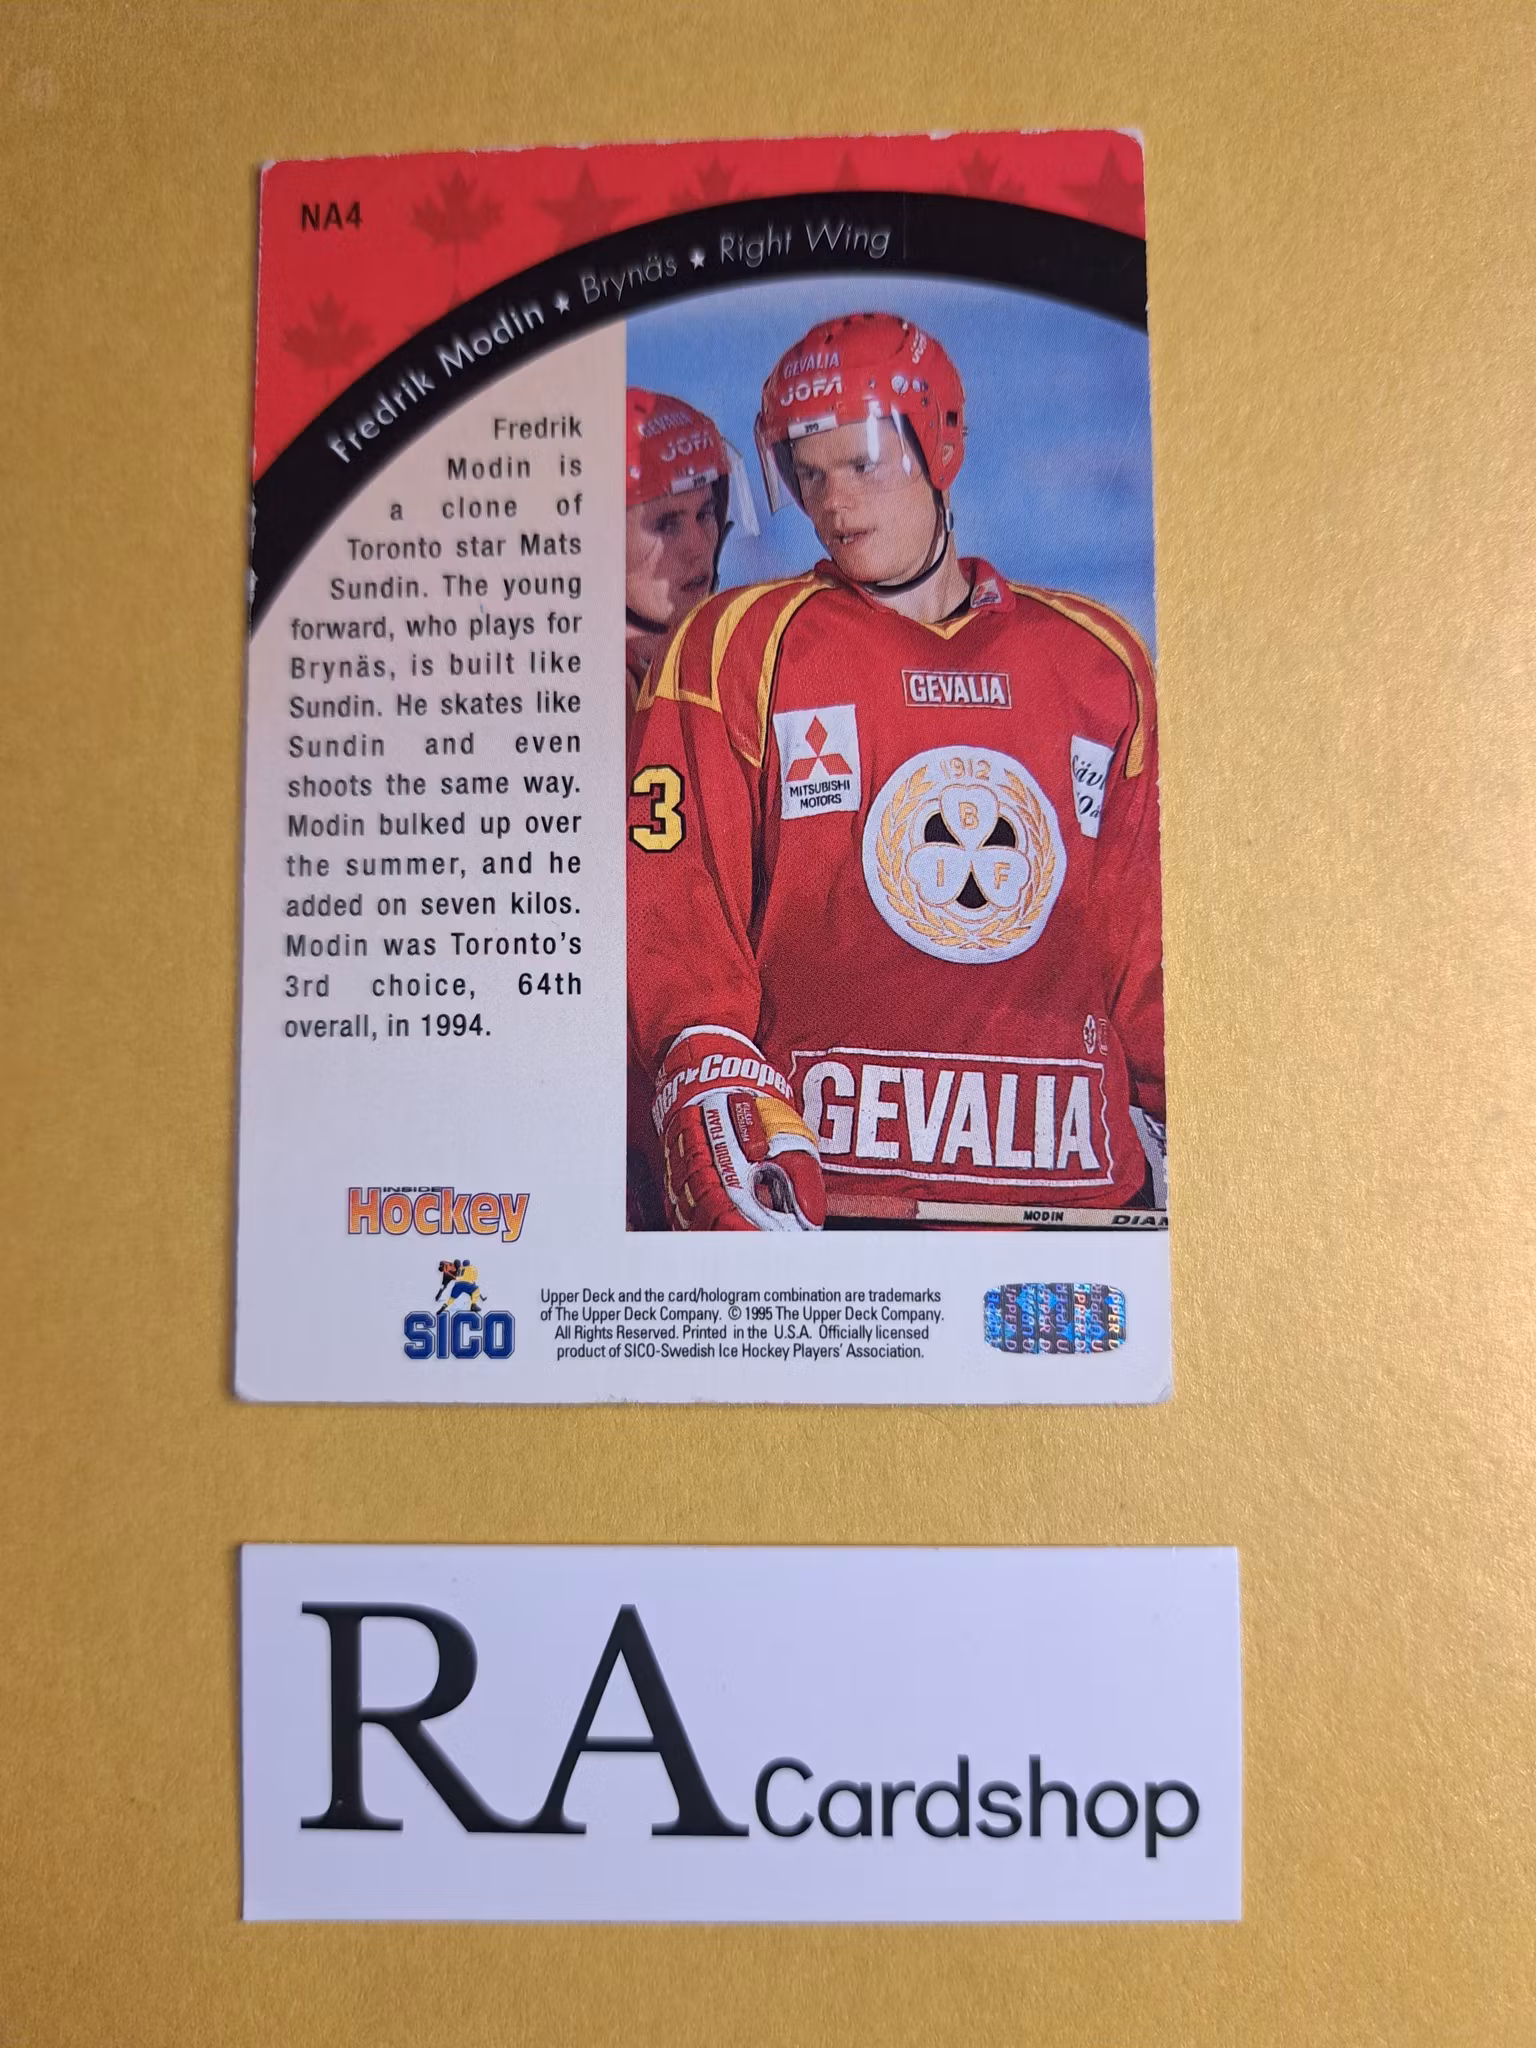 NA4
Fredrik Modin ★ Brynäs ★ Right Wing
Fredrik
Modin is
a clone of
Toronto star Mats
Sundin. The young
forward, who plays for
Brynäs, is built like
Sundin. He skates like
Sundin and even
shoots the same way.
Modin bulked up over
the summer, and he
added on seven kilos.
Modin was Toronto's
3rd choice, 64th
overall, in 1994.
GEVALIA
JOFA
390
GEVALIA
JOFA
GEVALIA
MITSUBISHI
MOTORS
3
1912
B
I F
Cooper
ARMOUR FOAM
GEVALIA
MODIN
INSIDE
Hockey
SICO
Upper Deck and the card/hologram combination are trademarks
of The Upper Deck Company. © 1995 The Upper Deck Company.
All Rights Reserved. Printed in the U.S.A. Officially licensed
product of SICO-Swedish Ice Hockey Players' Association.
RA Cardshop